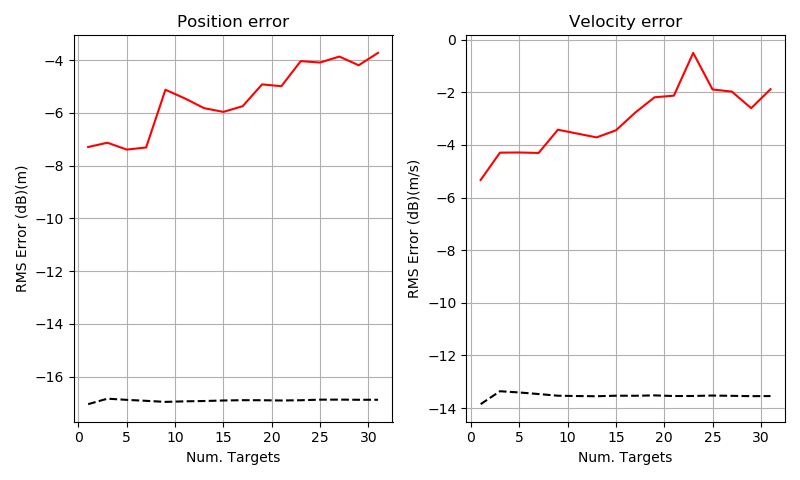 Position error
RMS Error (dB)(m)
−4
−6
−8
−10
−12
−14
−16
0 5 10 15 20 25 30
Num. Targets
Velocity error
RMS Error (dB)(m/s)
0
−2
−4
−6
−8
−10
−12
−14
0 5 10 15 20 25 30
Num. Targets